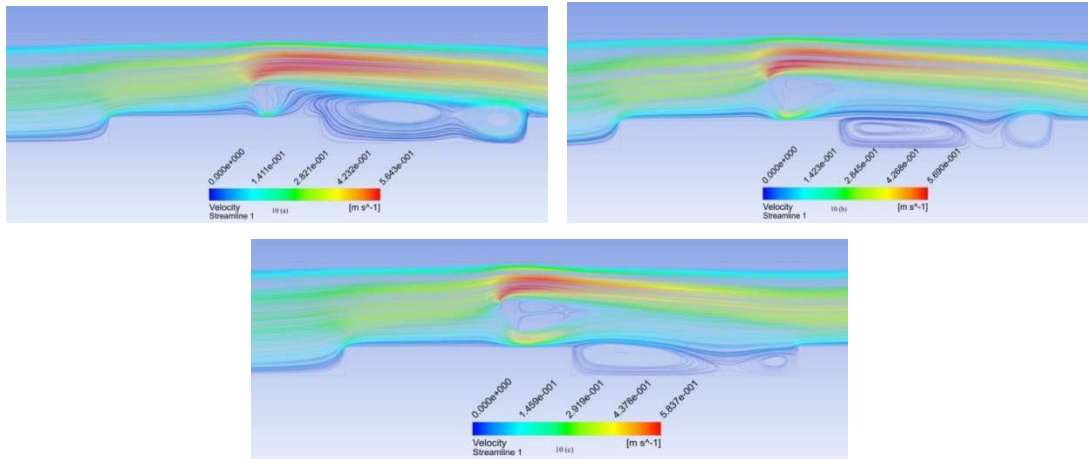 0.000e+000 1.411e-001 2.821e-001 4.232e-001 5.643e-001
Velocity
Streamline 1
10 (a)
[m s^-1]
0.000e+000 1.423e-001 2.845e-001 4.268e-001 5.690e-001
Velocity
Streamline 1
10 (b)
[m s^-1]
0.000e+000 1.459e-001 2.919e-001 4.378e-001 5.837e-001
Velocity
Streamline 1
10 (c)
[m s^-1]